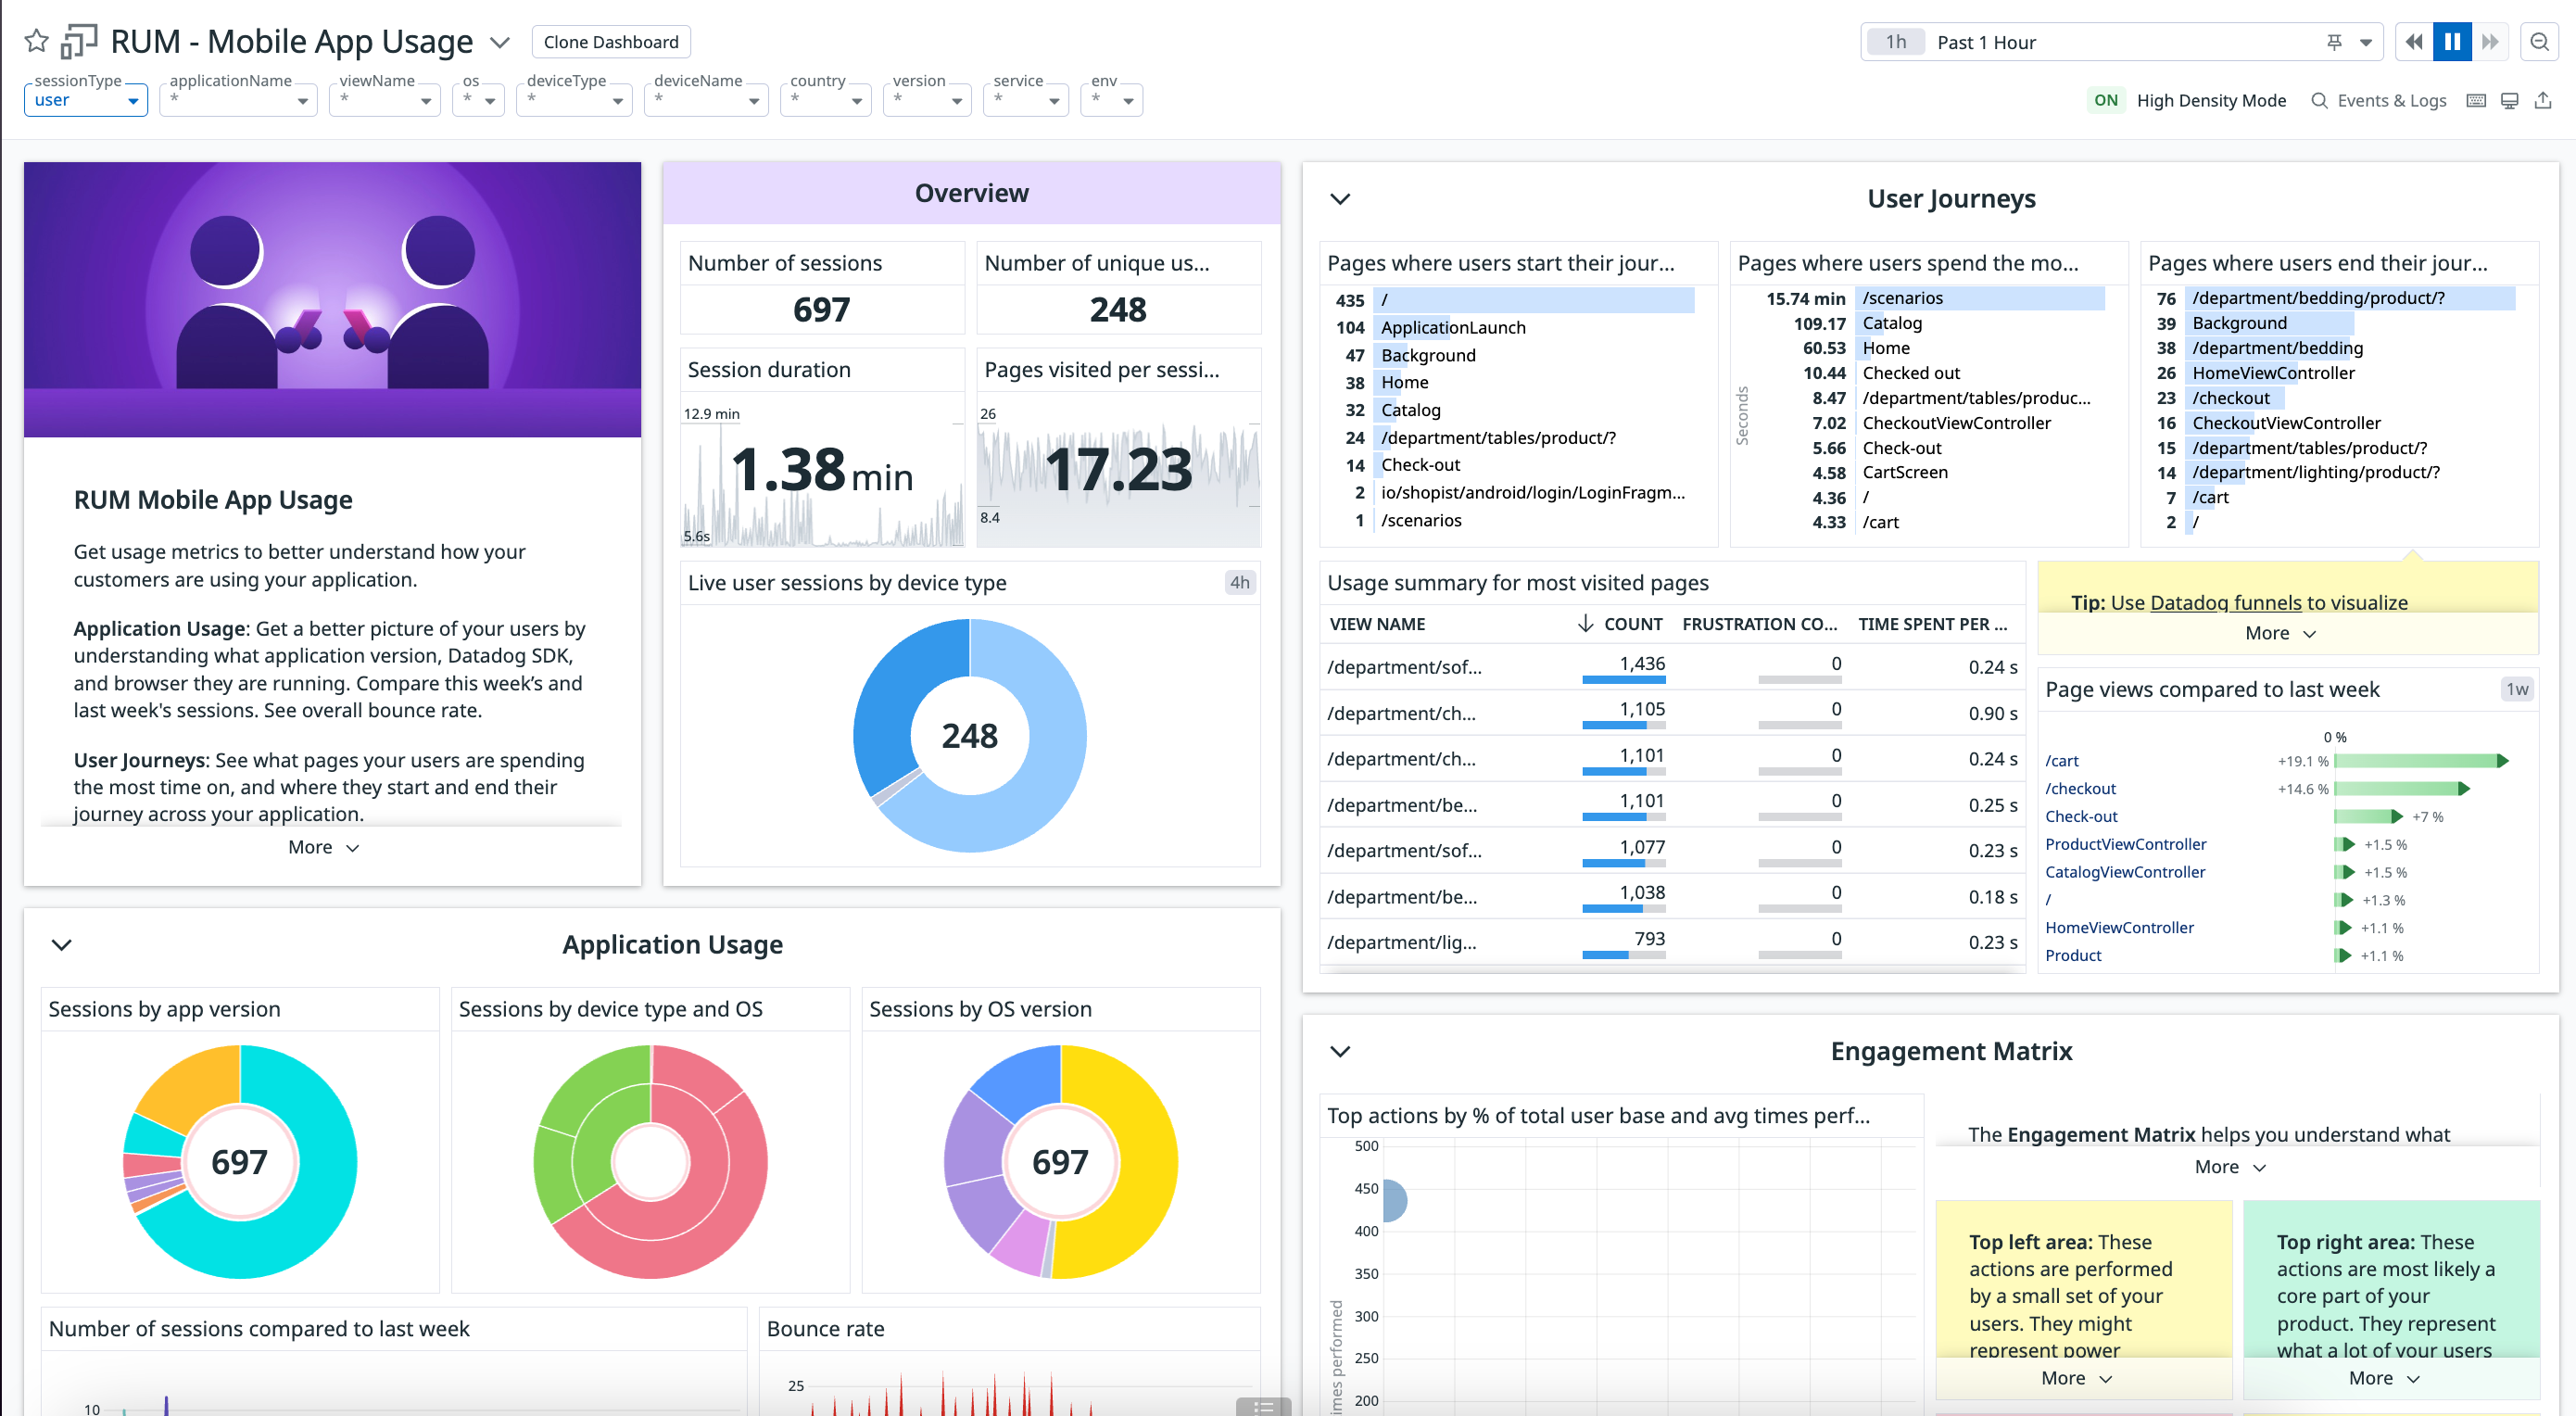 RUM - Mobile App Usage
Clone Dashboard
1h Past 1 Hour
sessionType applicationName viewName os deviceType deviceName country version service env
user * * * * * * * * *
ON High Density Mode Events & Logs
RUM Mobile App Usage
Get usage metrics to better understand how your
customers are using your application.
Application Usage: Get a better picture of your users by
understanding what application version, Datadog SDK,
and browser they are running. Compare this week’s and
last week's sessions. See overall bounce rate.
User Journeys: See what pages your users are spending
the most time on, and where they start and end their
journey across your application.
More
Overview
Number of sessions
697
Number of unique us...
248
Session duration
12.9 min
1.38 min
5.6s
Pages visited per sessi...
26
17.23
8.4
Live user sessions by device type 4h
248
User Journeys
Pages where users start their jour...
435 /
104 ApplicationLaunch
47 Background
38 Home
32 Catalog
24 /department/tables/product/?
14 Check-out
2 io/shopist/android/login/LoginFragm...
1 /scenarios
Pages where users spend the mo...
Seconds
15.74 min /scenarios
109.17 Catalog
60.53 Home
10.44 Checked out
8.47 /department/tables/produc...
7.02 CheckoutViewController
5.66 Check-out
4.58 CartScreen
4.36 /
4.33 /cart
Pages where users end their jour...
76 /department/bedding/product/?
39 Background
38 /department/bedding
26 HomeViewController
23 /checkout
16 CheckoutViewController
15 /department/tables/product/?
14 /department/lighting/product/?
7 /cart
2 /
Usage summary for most visited pages
VIEW NAME COUNT FRUSTRATION CO... TIME SPENT PER ...
/department/sof... 1,436 0 0.24 s
/department/ch... 1,105 0 0.90 s
/department/ch... 1,101 0 0.24 s
/department/be... 1,101 0 0.25 s
/department/sof... 1,077 0 0.23 s
/department/be... 1,038 0 0.18 s
/department/lig... 793 0 0.23 s
Tip: Use Datadog funnels to visualize
More
Page views compared to last week 1w
0 %
/cart +19.1 %
/checkout +14.6 %
Check-out +7 %
ProductViewController +1.5 %
CatalogViewController +1.5 %
/ +1.3 %
HomeViewController +1.1 %
Product +1.1 %
Application Usage
Sessions by app version
697
Sessions by device type and OS
Sessions by OS version
697
Number of sessions compared to last week
10
Bounce rate
25
Engagement Matrix
Top actions by % of total user base and avg times perf...
500
450
400
350
300
250
200
performed
The Engagement Matrix helps you understand what
More
Top left area: These
actions are performed
by a small set of your
users. They might
represent power
More
Top right area: These
actions are most likely a
core part of your
product. They represent
what a lot of your users
More